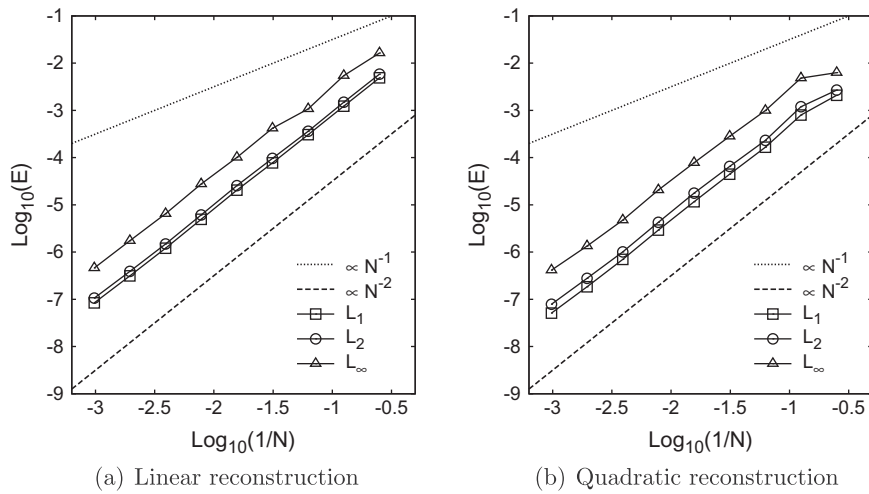 -1
-2
-3
-4
-5
-6
-7
-8
-9
Log₁₀(E)
∝ N⁻¹
∝ N⁻²
L₁
L₂
L∞
-3 -2.5 -2 -1.5 -1 -0.5
Log₁₀(1/N)
(a) Linear reconstruction
-1
-2
-3
-4
-5
-6
-7
-8
-9
Log₁₀(E)
∝ N⁻¹
∝ N⁻²
L₁
L₂
L∞
-3 -2.5 -2 -1.5 -1 -0.5
Log₁₀(1/N)
(b) Quadratic reconstruction